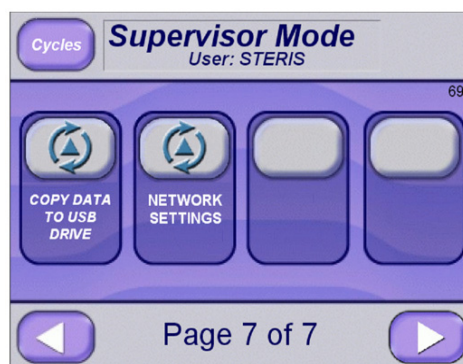 Cycles
Supervisor Mode
User: STERIS
69
COPY DATA
TO USB
DRIVE
NETWORK
SETTINGS
Page 7 of 7